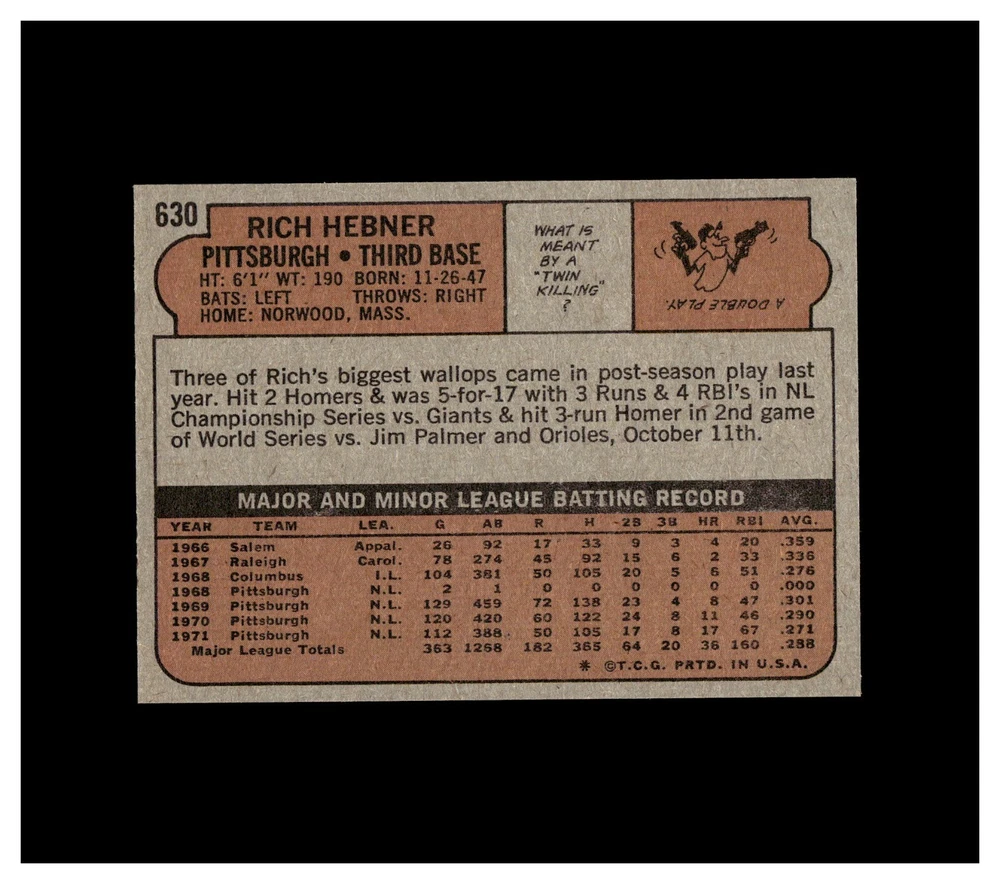 630
RICH HEBNER
PITTSBURGH • THIRD BASE
HT: 6'1" WT: 190 BORN: 11-26-47
BATS: LEFT THROWS: RIGHT
HOME: NORWOOD, MASS.
WHAT IS
MEANT
BY A
"TWIN
KILLING"
?
A DOUBLE PLAY.
Three of Rich's biggest wallops came in post-season play last
year. Hit 2 Homers & was 5-for-17 with 3 Runs & 4 RBI's in NL
Championship Series vs. Giants & hit 3-run Homer in 2nd game
of World Series vs. Jim Palmer and Orioles, October 11th.
MAJOR AND MINOR LEAGUE BATTING RECORD
YEAR TEAM LEA. G AB R H 2B 3B HR RBI AVG.
1966 Salem Appal. 26 92 17 33 9 3 4 20 .359
1967 Raleigh Carol. 78 274 45 92 15 6 2 33 .336
1968 Columbus I.L. 104 381 50 105 20 5 6 51 .276
1968 Pittsburgh N.L. 2 1 0 0 0 0 0 0 .000
1969 Pittsburgh N.L. 129 459 72 138 23 4 8 47 .301
1970 Pittsburgh N.L. 120 420 60 122 24 8 11 46 .290
1971 Pittsburgh N.L. 112 388 50 105 17 8 17 67 .271
Major League Totals 363 1268 182 365 64 20 36 160 .288
* ©T.C.G. PRTD. IN U.S.A.